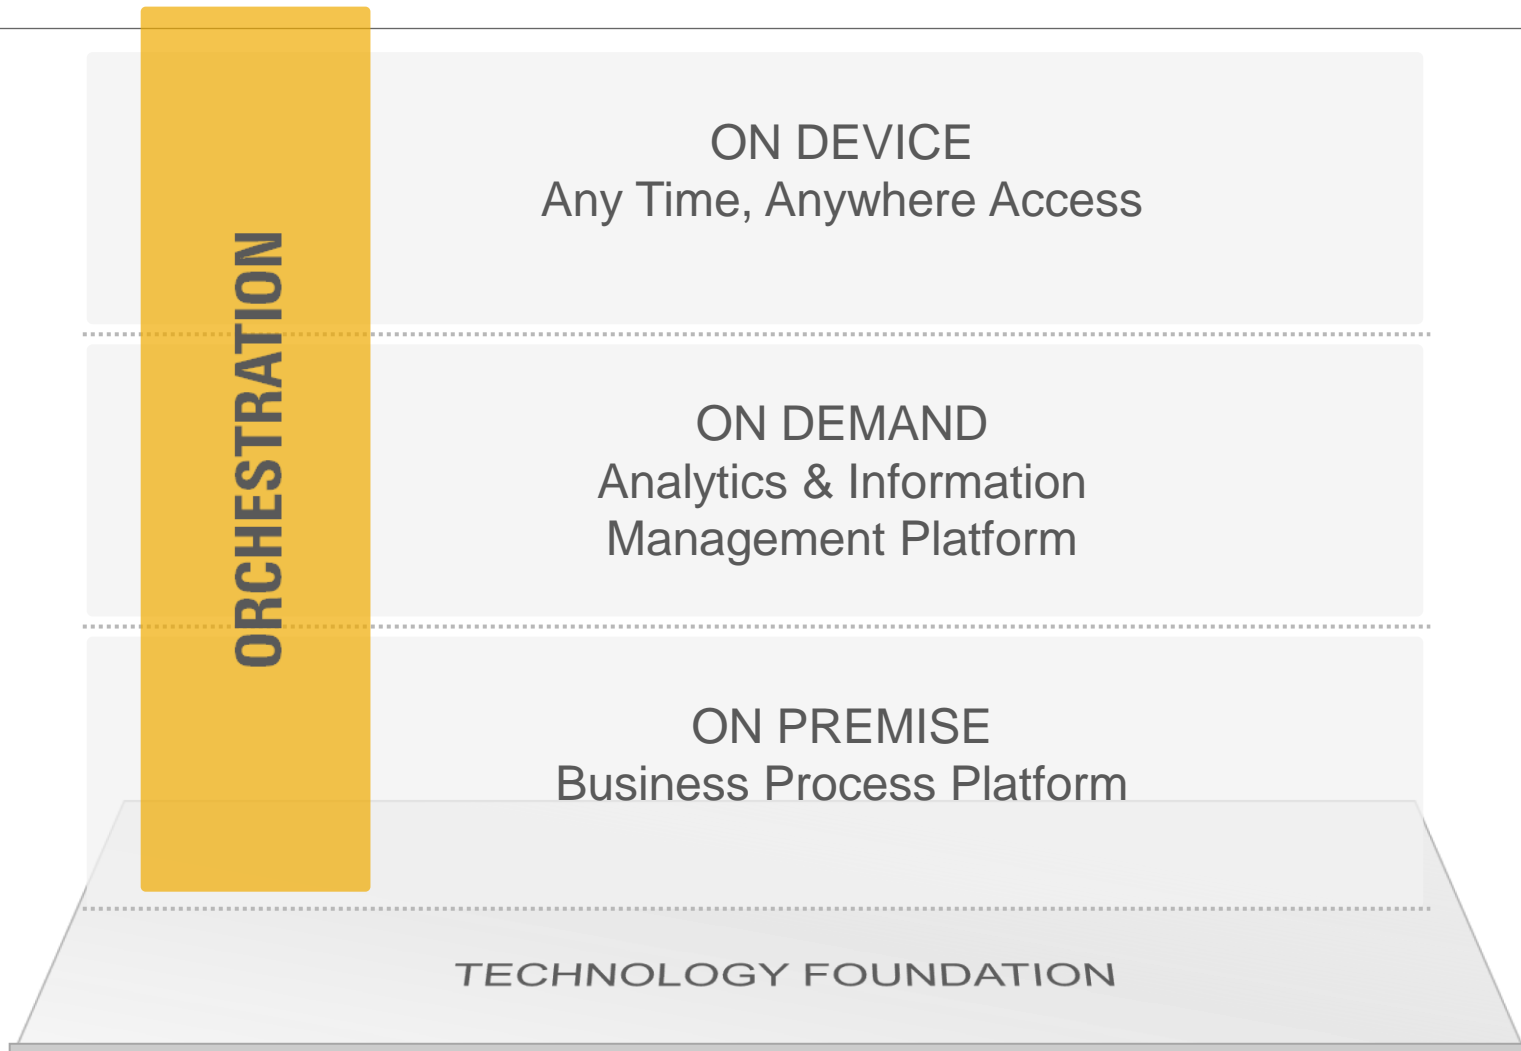 ORCHESTRATION
ON DEVICE
Any Time, Anywhere Access
ON DEMAND
Analytics & Information
Management Platform
ON PREMISE
Business Process Platform
TECHNOLOGY FOUNDATION